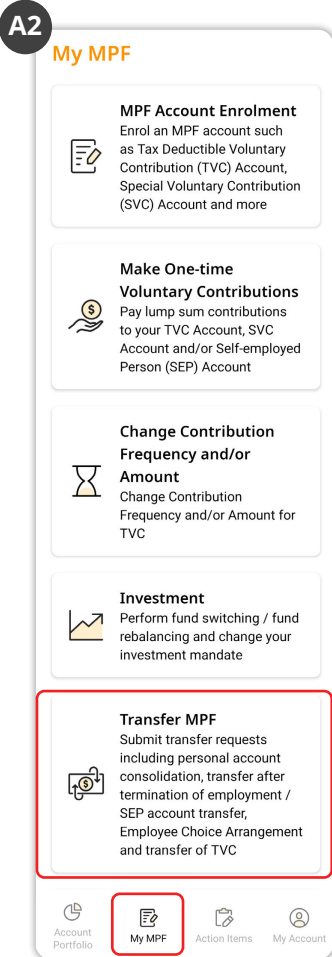 A2
My MPF
MPF Account Enrolment
Enrol an MPF account such
as Tax Deductible Voluntary
Contribution (TVC) Account,
Special Voluntary Contribution
(SVC) Account and more
$
Make One-time
Voluntary Contributions
Pay lump sum contributions
to your TVC Account, SVC
Account and/or Self-employed
Person (SEP) Account
Change Contribution
Frequency and/or
Amount
Change Contribution
Frequency and/or Amount for
TVC
Investment
Perform fund switching / fund
rebalancing and change your
investment mandate
$
Transfer MPF
Submit transfer requests
including personal account
consolidation, transfer after
termination of employment /
SEP account transfer,
Employee Choice Arrangement
and transfer of TVC
Account
Portfolio
My MPF
Action Items
My Account